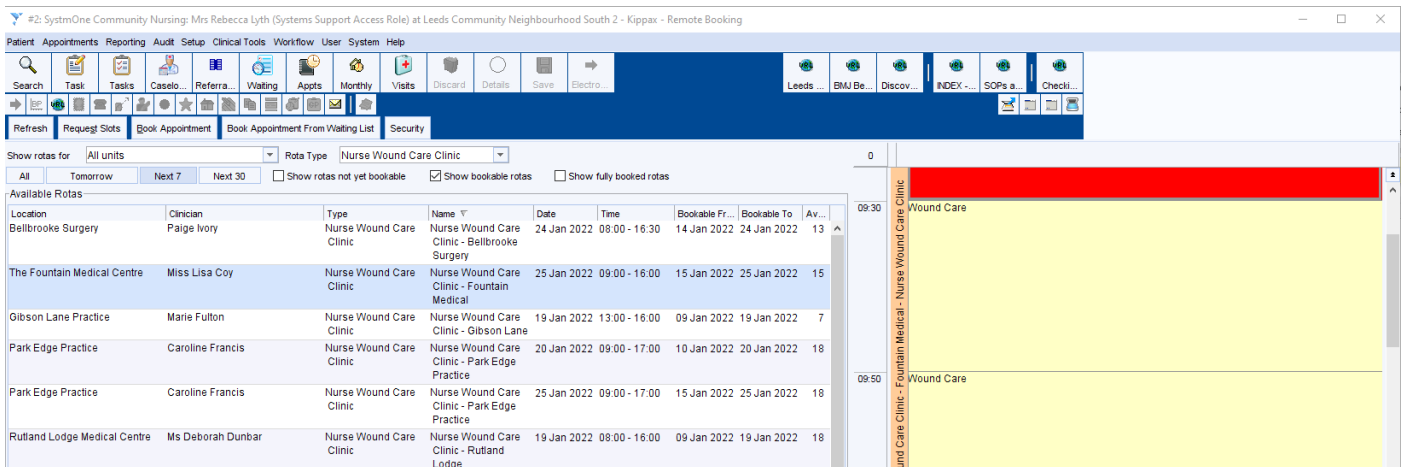 #2: SystmOne Community Nursing: Mrs Rebecca Lyth (Systems Support Access Role) at Leeds Community Neighbourhood South 2 - Kippax - Remote Booking
Patient Appointments Reporting Audit Setup Clinical Tools Workflow User System Help
Search Task Tasks Caselo... Referra... Waiting Appts Monthly Visits Discard Details Save Electro... Leeds ... BMJ Be... Discov... INDEX -... SOPs a... Checki...
Refresh Request Slots Book Appointment Book Appointment From Waiting List Security
Show rotas for All units Rota Type Nurse Wound Care Clinic 0
All Tomorrow Next 7 Next 30 Show rotas not yet bookable Show bookable rotas Show fully booked rotas
Available Rotas
Location Clinician Type Name Date Time Bookable Fr... Bookable To Av...
Bellbrooke Surgery Paige Ivory Nurse Wound Care Nurse Wound Care 24 Jan 2022 08:00 - 16:30 14 Jan 2022 24 Jan 2022 13
Clinic Clinic - Bellbrooke
Surgery
The Fountain Medical Centre Miss Lisa Coy Nurse Wound Care Nurse Wound Care 25 Jan 2022 09:00 - 16:00 15 Jan 2022 25 Jan 2022 15
Clinic Clinic - Fountain
Medical
Gibson Lane Practice Marie Fulton Nurse Wound Care Nurse Wound Care 19 Jan 2022 13:00 - 16:00 09 Jan 2022 19 Jan 2022 7
Clinic Clinic - Gibson Lane
Park Edge Practice Caroline Francis Nurse Wound Care Nurse Wound Care 20 Jan 2022 09:00 - 17:00 10 Jan 2022 20 Jan 2022 18
Clinic Clinic - Park Edge
Practice
Park Edge Practice Caroline Francis Nurse Wound Care Nurse Wound Care 25 Jan 2022 09:00 - 17:00 15 Jan 2022 25 Jan 2022 18
Clinic Clinic - Park Edge
Practice
Rutland Lodge Medical Centre Ms Deborah Dunbar Nurse Wound Care Nurse Wound Care 19 Jan 2022 08:00 - 16:00 09 Jan 2022 19 Jan 2022 18
Clinic Clinic - Rutland
Lodge
09:30 Wound Care
09:50 Wound Care
und Care Clinic - Fountain Medical - Nurse Wound Care Clinic